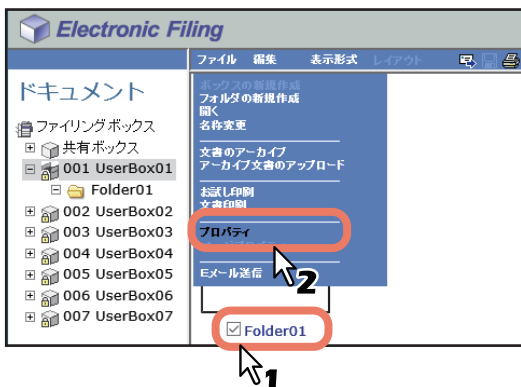 Electronic Filing
ファイル 編集 表示形式 レイアウト
ドキュメント
ファイリングボックス
共有ボックス
001 UserBox01
Folder01
002 UserBox02
003 UserBox03
004 UserBox04
005 UserBox05
006 UserBox06
007 UserBox07
ボックスの新規作成
フォルダの新規作成
開く
名称変更
文書のアーカイブ
アーカイブ文書のアップロード
お試し印刷
文書印刷
プロパティ
Eメール送信
2
Folder01
1